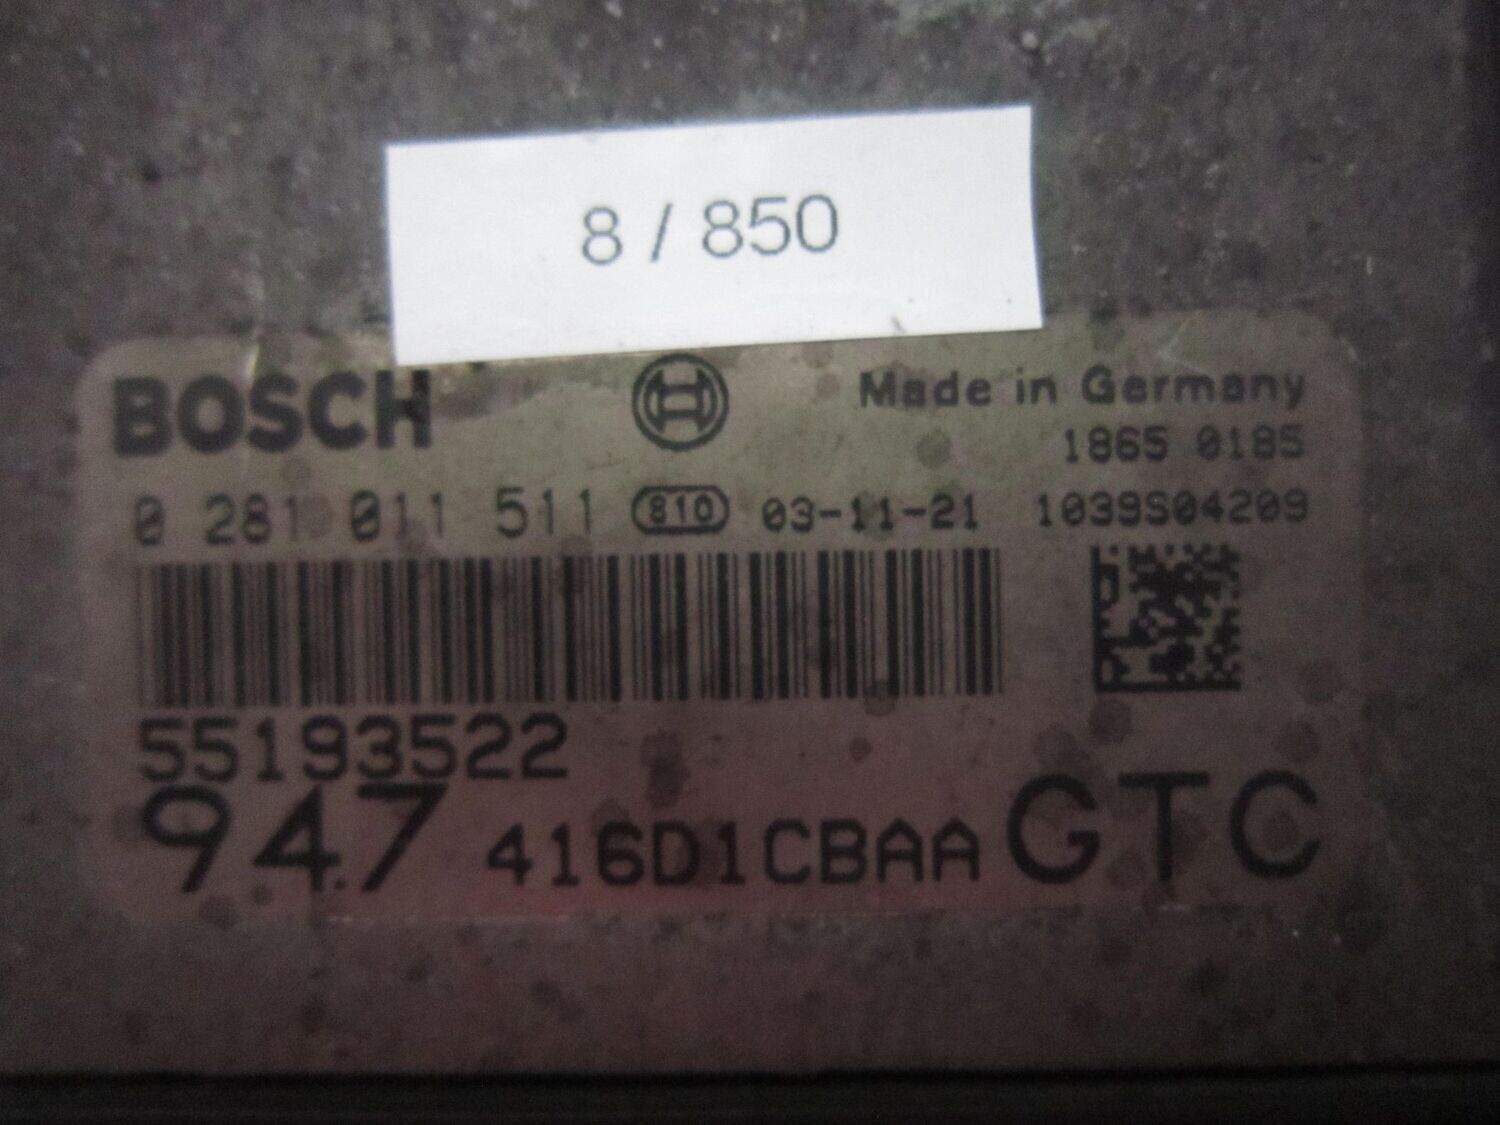 8 / 850
BOSCH
Made in Germany
1865 0185
0 281 011 511 810 03-11-21 1039S04209
55193522
947 416D1CBAA GTC